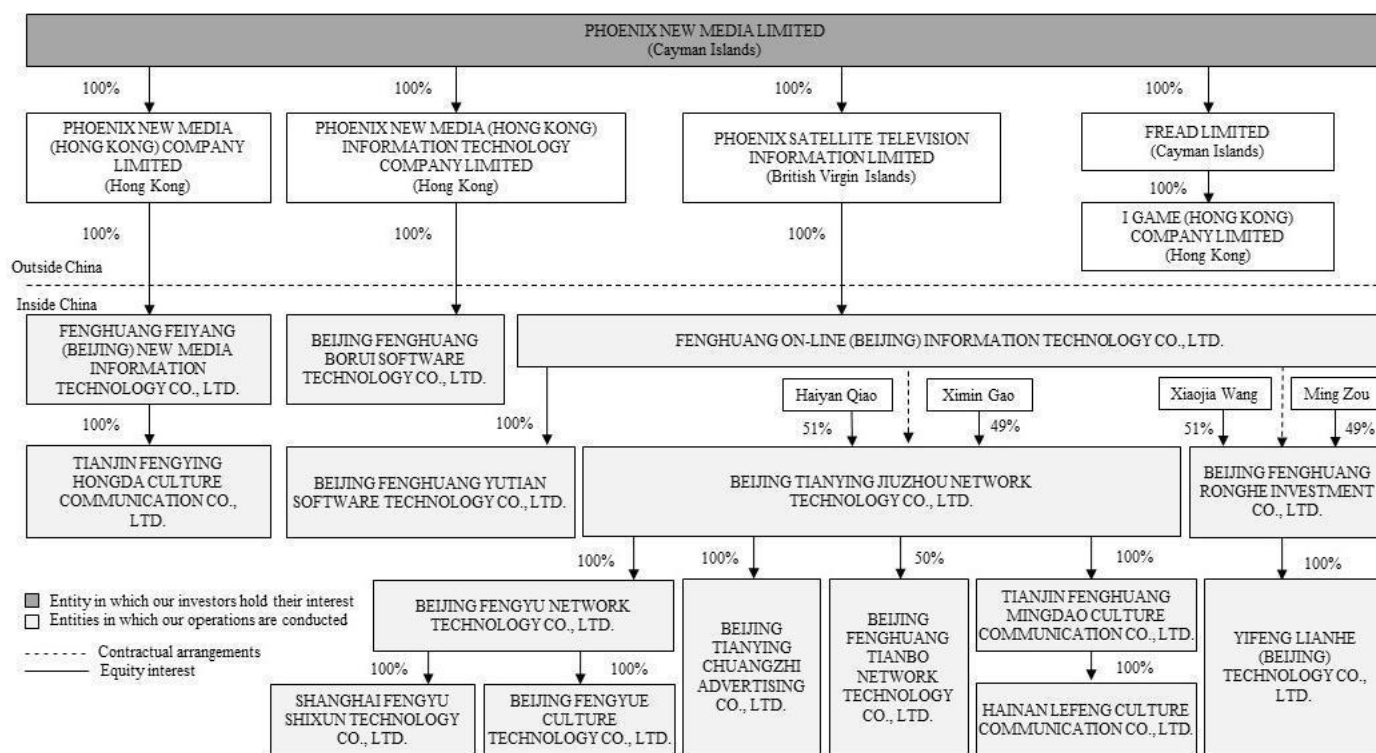 PHOENIX NEW MEDIA LIMITED
(Cayman Islands)
100%
100%
100%
100%
PHOENIX NEW MEDIA
(HONG KONG) COMPANY
LIMITED
(Hong Kong)
PHOENIX NEW MEDIA (HONG KONG)
INFORMATION TECHNOLOGY
COMPANY LIMITED
(Hong Kong)
PHOENIX SATELLITE TELEVISION
INFORMATION LIMITED
(British Virgin Islands)
FREAD LIMITED
(Cayman Islands)
100%
I GAME (HONG KONG)
COMPANY LIMITED
(Hong Kong)
100%
100%
100%
Outside China
Inside China
FENGHUANG FEIYANG
(BEIJING) NEW MEDIA
INFORMATION
TECHNOLOGY CO., LTD.
BEIJING FENGHUANG
BORUI SOFTWARE
TECHNOLOGY CO., LTD.
FENGHUANG ON-LINE (BEIJING) INFORMATION TECHNOLOGY CO., LTD.
Haiyan Qiao
Ximin Gao
Xiaojia Wang
Ming Zou
100%
100%
51%
49%
51%
49%
TIANJIN FENGYING
HONGDA CULTURE
COMMUNICATION CO.,
LTD.
BEIJING FENGHUANG YUTIAN
SOFTWARE TECHNOLOGY CO., LTD.
BEIJING TIANYING JIUZHOU NETWORK
TECHNOLOGY CO., LTD.
BEIJING FENGHUANG
RONGHE INVESTMENT
CO., LTD.
100%
100%
50%
100%
100%
BEIJING FENGYU NETWORK
TECHNOLOGY CO., LTD.
BEIJING
TIANYING
CHUANGZHI
ADVERTISING
CO., LTD.
BEIJING
FENGHUANG
TIANBO
NETWORK
TECHNOLOGY
CO., LTD.
TIANJIN FENGHUANG
MINGDAO CULTURE
COMMUNICATION CO., LTD.
YIFENG LIANHE
(BEIJING)
TECHNOLOGY CO.,
LTD.
100%
100%
100%
SHANGHAI FENGYU
SHIXUN TECHNOLOGY
CO., LTD.
BEIJING FENGYUE
CULTURE
TECHNOLOGY CO., LTD.
HAINAN LEFENG CULTURE
COMMUNICATION CO., LTD.
Entity in which our investors hold their interest
Entities in which our operations are conducted
Contractual arrangements
Equity interest